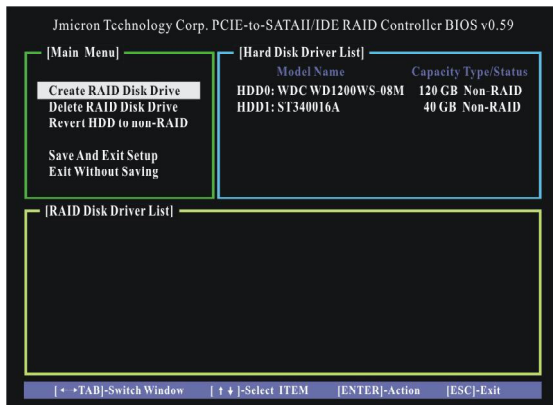 Jmicron Technology Corp. PCIE-to-SATAII/IDE RAID Controller BIOS v0.59
[Main Menu]
Create RAID Disk Drive
Delete RAID Disk Drive
Revert HDD to non-RAID
Save And Exit Setup
Exit Without Saving
[Hard Disk Driver List]
Model Name Capacity Type/Status
HDD0: WDC WD1200WS-08M 120 GB Non-RAID
HDD1: ST340016A 40 GB Non-RAID
[RAID Disk Driver List]
[←→TAB]-Switch Window [↑↓]-Select ITEM [ENTER]-Action [ESC]-Exit